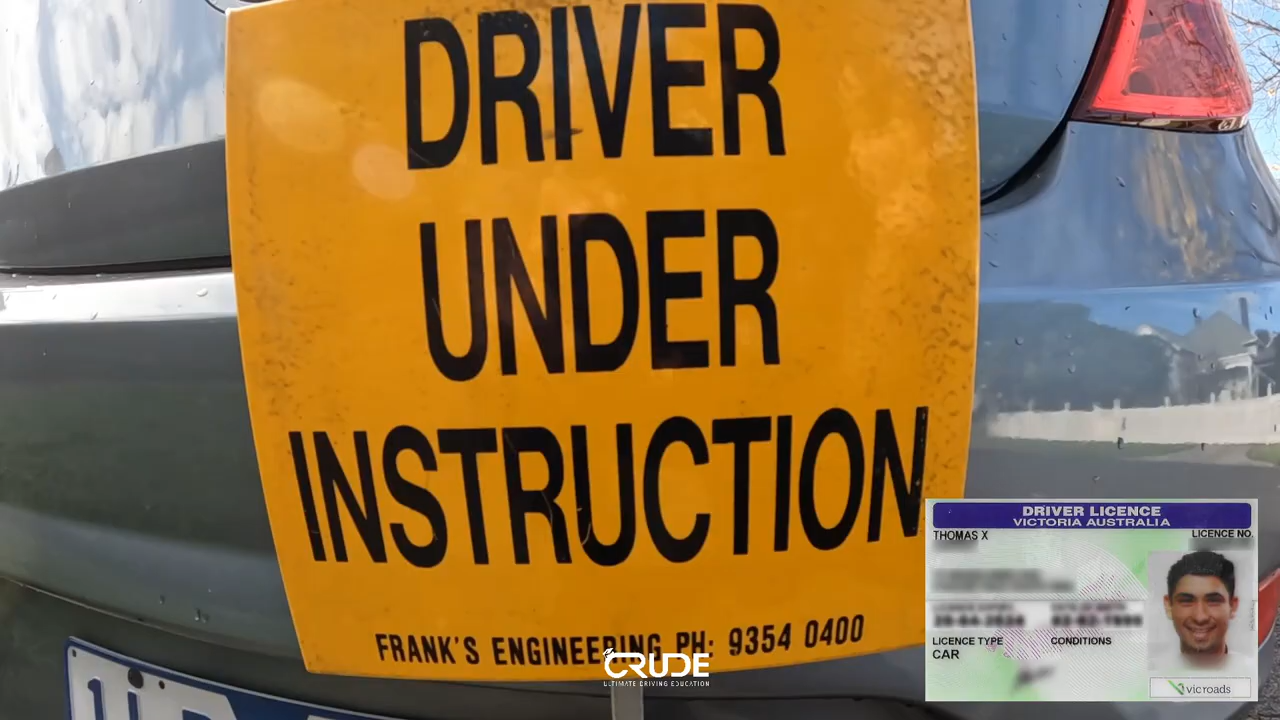 DRIVER
UNDER
INSTRUCTION
FRANK'S ENGINEERING PH: 9354 0400
CRUDE
ULTIMATE DRIVING EDUCATION
DRIVER LICENCE
VICTORIA AUSTRALIA
THOMAS X
LICENCE NO.
LICENCE TYPE
CONDITIONS
CAR
vicroads